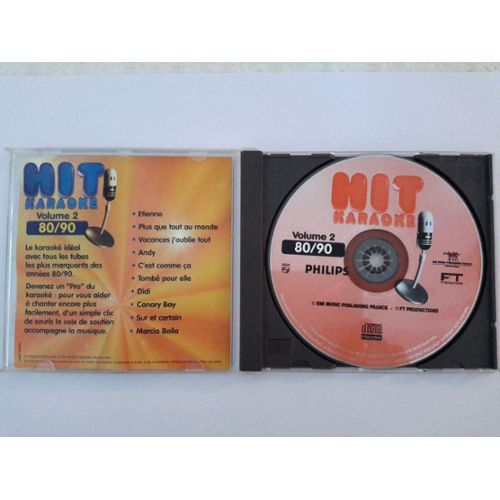 HIT
KARAOKE
Volume 2
80/90
Le karaoké idéal
avec tous les tubes
les plus marquants des
années 80/90.
Devenez un "Pro" du
karaoké : pour vous aider
à chanter encore plus
facilement, d'un simple clic
de souris la voix de soutien
accompagne la musique.
• Etienne
• Plus que tout au monde
• Vacances j'oublie tout
• Andy
• C'est comme ça
• Tombé pour elle
• Didi
• Canary Bay
• Sur et certain
• Marcia Baïla
HIT
KARAOKE
Volume 2
80/90
PHILIPS
© EMI MUSIC PUBLISHING FRANCE - ℗ FT PRODUCTIONS
FT
disc